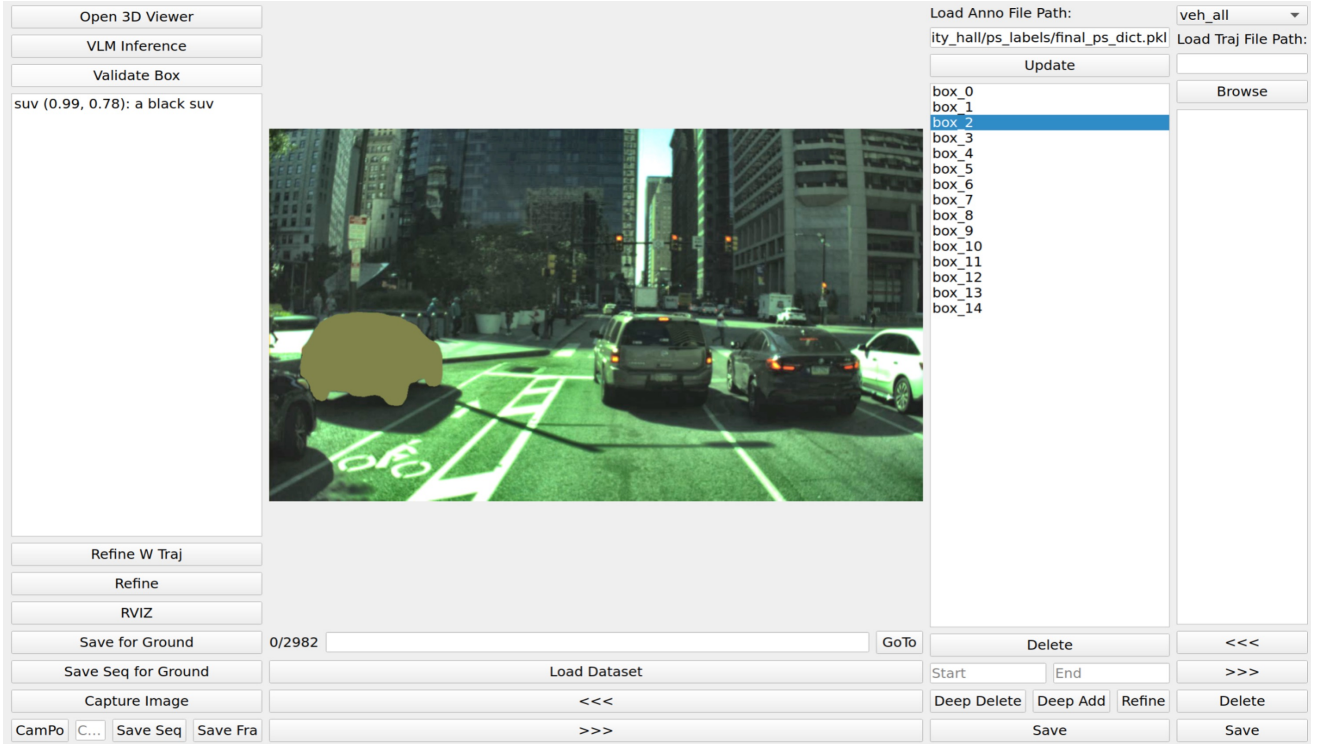 Open 3D Viewer
VLM Inference
Validate Box
suv (0.99, 0.78): a black suv
Refine W Traj
Refine
RVIZ
Save for Ground
Save Seq for Ground
Capture Image
CamPo C... Save Seq Save Fra
0/2982 GoTo
Load Dataset
<<<
>>>
Load Anno File Path:
ity_hall/ps_labels/final_ps_dict.pkl
Update
box_0
box_1
box_2
box_3
box_4
box_5
box_6
box_7
box_8
box_9
box_10
box_11
box_12
box_13
box_14
Delete
Start End
Deep Delete Deep Add Refine
Save
veh_all
Load Traj File Path:
Browse
<<<
>>>
Delete
Save